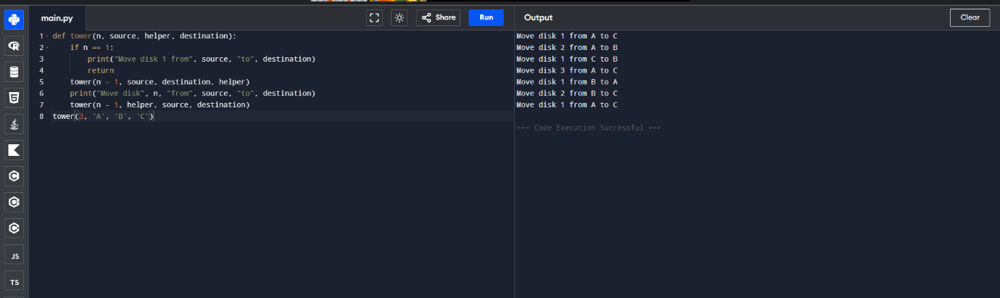 main.py
Share
Run
Output
Clear
1 def tower(n, source, helper, destination):
2     if n == 1:
3         print("Move disk 1 from", source, "to", destination)
4         return
5     tower(n - 1, source, destination, helper)
6     print("Move disk", n, "from", source, "to", destination)
7     tower(n - 1, helper, source, destination)
8 tower(3, 'A', 'B', 'C')
Move disk 1 from A to C
Move disk 2 from A to B
Move disk 1 from C to B
Move disk 3 from A to C
Move disk 1 from B to A
Move disk 2 from B to C
Move disk 1 from A to C
=== Code Execution Successful ===
R
5
C
C
C
JS
TS